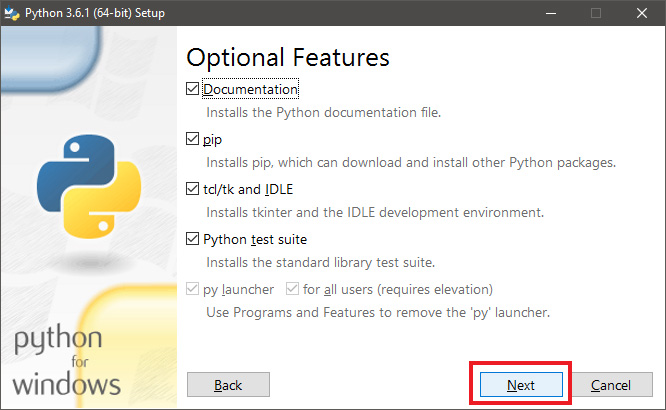 Python 3.6.1 (64-bit) Setup
Optional Features
Documentation
Installs the Python documentation file.
pip
Installs pip, which can download and install other Python packages.
tcl/tk and IDLE
Installs tkinter and the IDLE development environment.
Python test suite
Installs the standard library test suite.
py launcher for all users (requires elevation)
Use Programs and Features to remove the 'py' launcher.
python
for
windows
Back Next Cancel